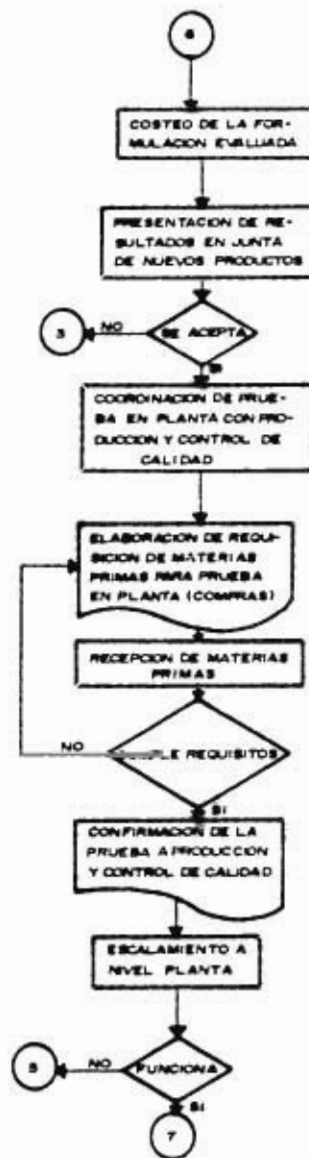 6
COSTEO DE LA FOR-
MULACION EVALUADA
PRESENTACION DE RE-
SULTADOS EN JUNTA
DE NUEVOS PRODUCTOS
3
NO
SE ACEPTA
SI
COORDINACION DE PRUE-
BA EN PLANTA CON PRO-
DUCCION Y CONTROL DE
CALIDAD
ELABORACION DE REQUI-
SICION DE MATERIAS
PRIMAS PARA PRUEBA
EN PLANTA (COMPRAS)
RECEPCION DE MATERIAS
PRIMAS
NO
REQUISITOS
SI
CONFIRMACION DE LA
PRUEBA A PRODUCCION
Y CONTROL DE CALIDAD
ESCALAMIENTO A
NIVEL PLANTA
5
NO
FUNCIONA
SI
7